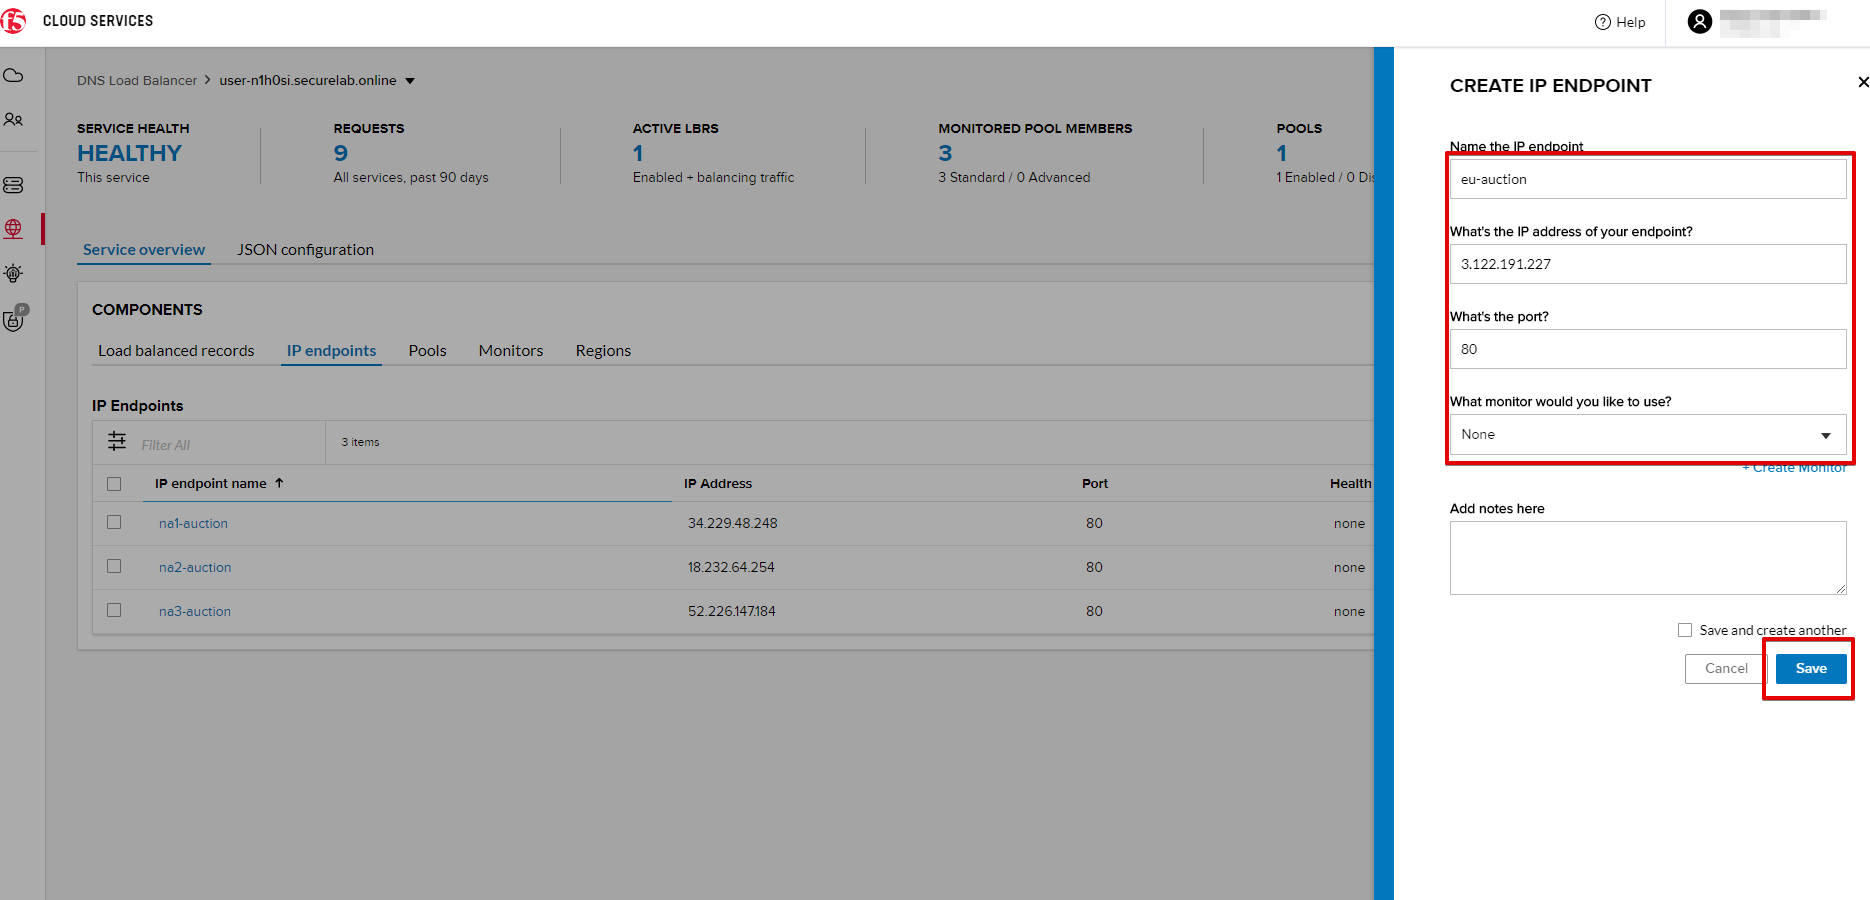 f5 CLOUD SERVICES
Help
DNS Load Balancer > user-n1h0si.securelab.online
SERVICE HEALTH
HEALTHY
This service
REQUESTS
9
All services, past 90 days
ACTIVE LBRS
1
Enabled + balancing traffic
MONITORED POOL MEMBERS
3
3 Standard / 0 Advanced
POOLS
1
1 Enabled / 0 Dis
Service overview JSON configuration
COMPONENTS
Load balanced records IP endpoints Pools Monitors Regions
IP Endpoints
Filter All 3 items
IP endpoint name ↑ IP Address Port Health
na1-auction 34.229.48.248 80 none
na2-auction 18.232.64.254 80 none
na3-auction 52.226.147.184 80 none
P
CREATE IP ENDPOINT
Name the IP endpoint
eu-auction
What's the IP address of your endpoint?
3.122.191.227
What's the port?
80
What monitor would you like to use?
None
+ Create Monitor
Add notes here
Save and create another
Cancel Save